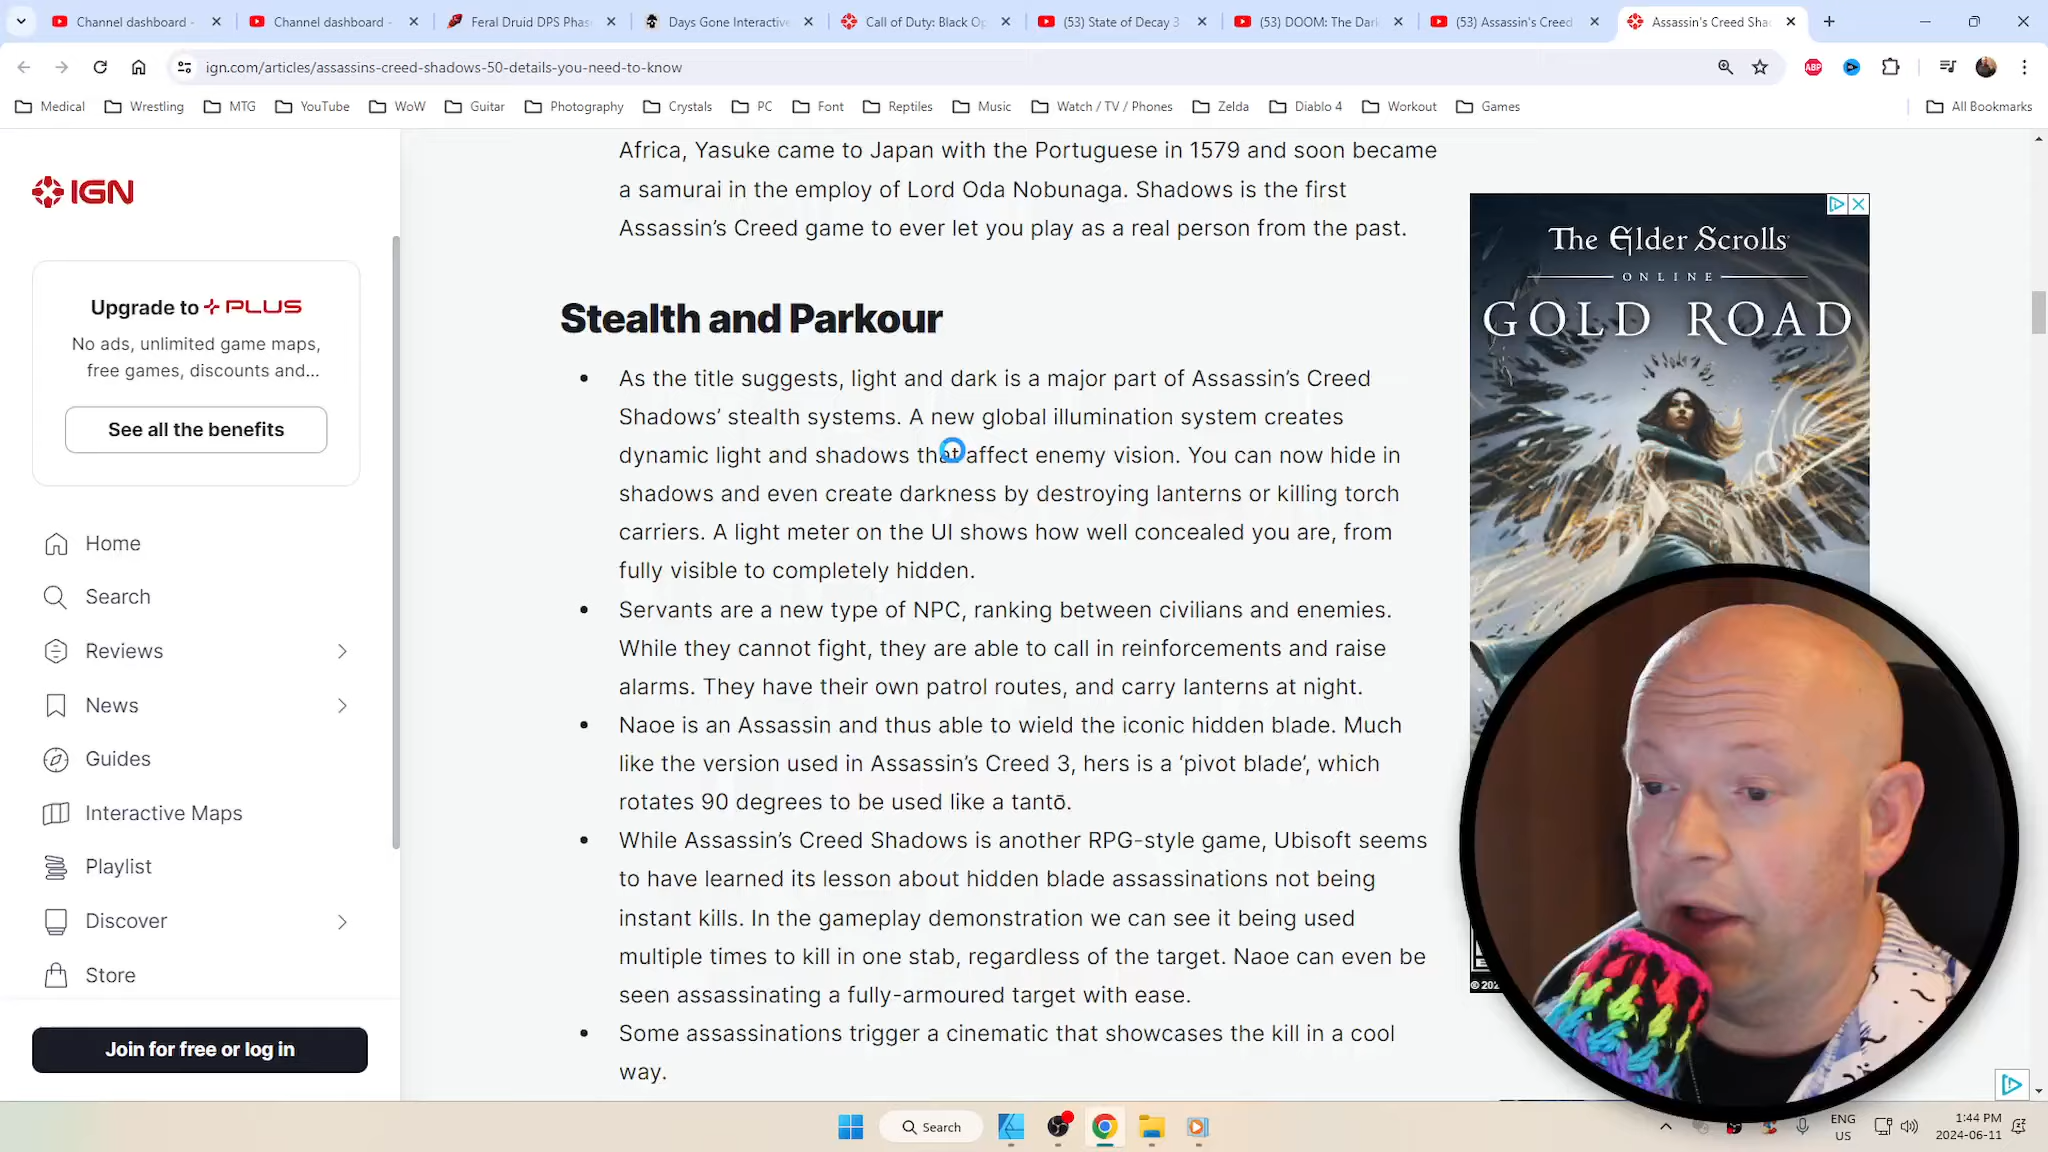 Channel dashboard -
Channel dashboard -
Feral Druid DPS Phas
Days Gone Interactive
Call of Duty: Black Op
(53) State of Decay 3
(53) DOOM: The Dark
(53) Assassin's Creed
Assassin's Creed Sha
ign.com/articles/assassins-creed-shadows-50-details-you-need-to-know
ABP
Medical
Wrestling
MTG
YouTube
WoW
Guitar
Photography
Crystals
PC
Font
Reptiles
Music
Watch / TV / Phones
Zelda
Diablo 4
Workout
Games
All Bookmarks
IGN
Upgrade to PLUS
No ads, unlimited game maps,
free games, discounts and...
See all the benefits
Home
Search
Reviews
News
Guides
Interactive Maps
Playlist
Discover
Store
Join for free or log in
Africa, Yasuke came to Japan with the Portuguese in 1579 and soon became
a samurai in the employ of Lord Oda Nobunaga. Shadows is the first
Assassin’s Creed game to ever let you play as a real person from the past.
Stealth and Parkour
• As the title suggests, light and dark is a major part of Assassin’s Creed
Shadows’ stealth systems. A new global illumination system creates
dynamic light and shadows that affect enemy vision. You can now hide in
shadows and even create darkness by destroying lanterns or killing torch
carriers. A light meter on the UI shows how well concealed you are, from
fully visible to completely hidden.
• Servants are a new type of NPC, ranking between civilians and enemies.
While they cannot fight, they are able to call in reinforcements and raise
alarms. They have their own patrol routes, and carry lanterns at night.
• Naoe is an Assassin and thus able to wield the iconic hidden blade. Much
like the version used in Assassin’s Creed 3, hers is a ‘pivot blade’, which
rotates 90 degrees to be used like a tantō.
• While Assassin’s Creed Shadows is another RPG-style game, Ubisoft seems
to have learned its lesson about hidden blade assassinations not being
instant kills. In the gameplay demonstration we can see it being used
multiple times to kill in one stab, regardless of the target. Naoe can even be
seen assassinating a fully-armoured target with ease.
• Some assassinations trigger a cinematic that showcases the kill in a cool
way.
The Elder Scrolls
ONLINE
GOLD ROAD
Search
ENG
US
1:44 PM
2024-06-11